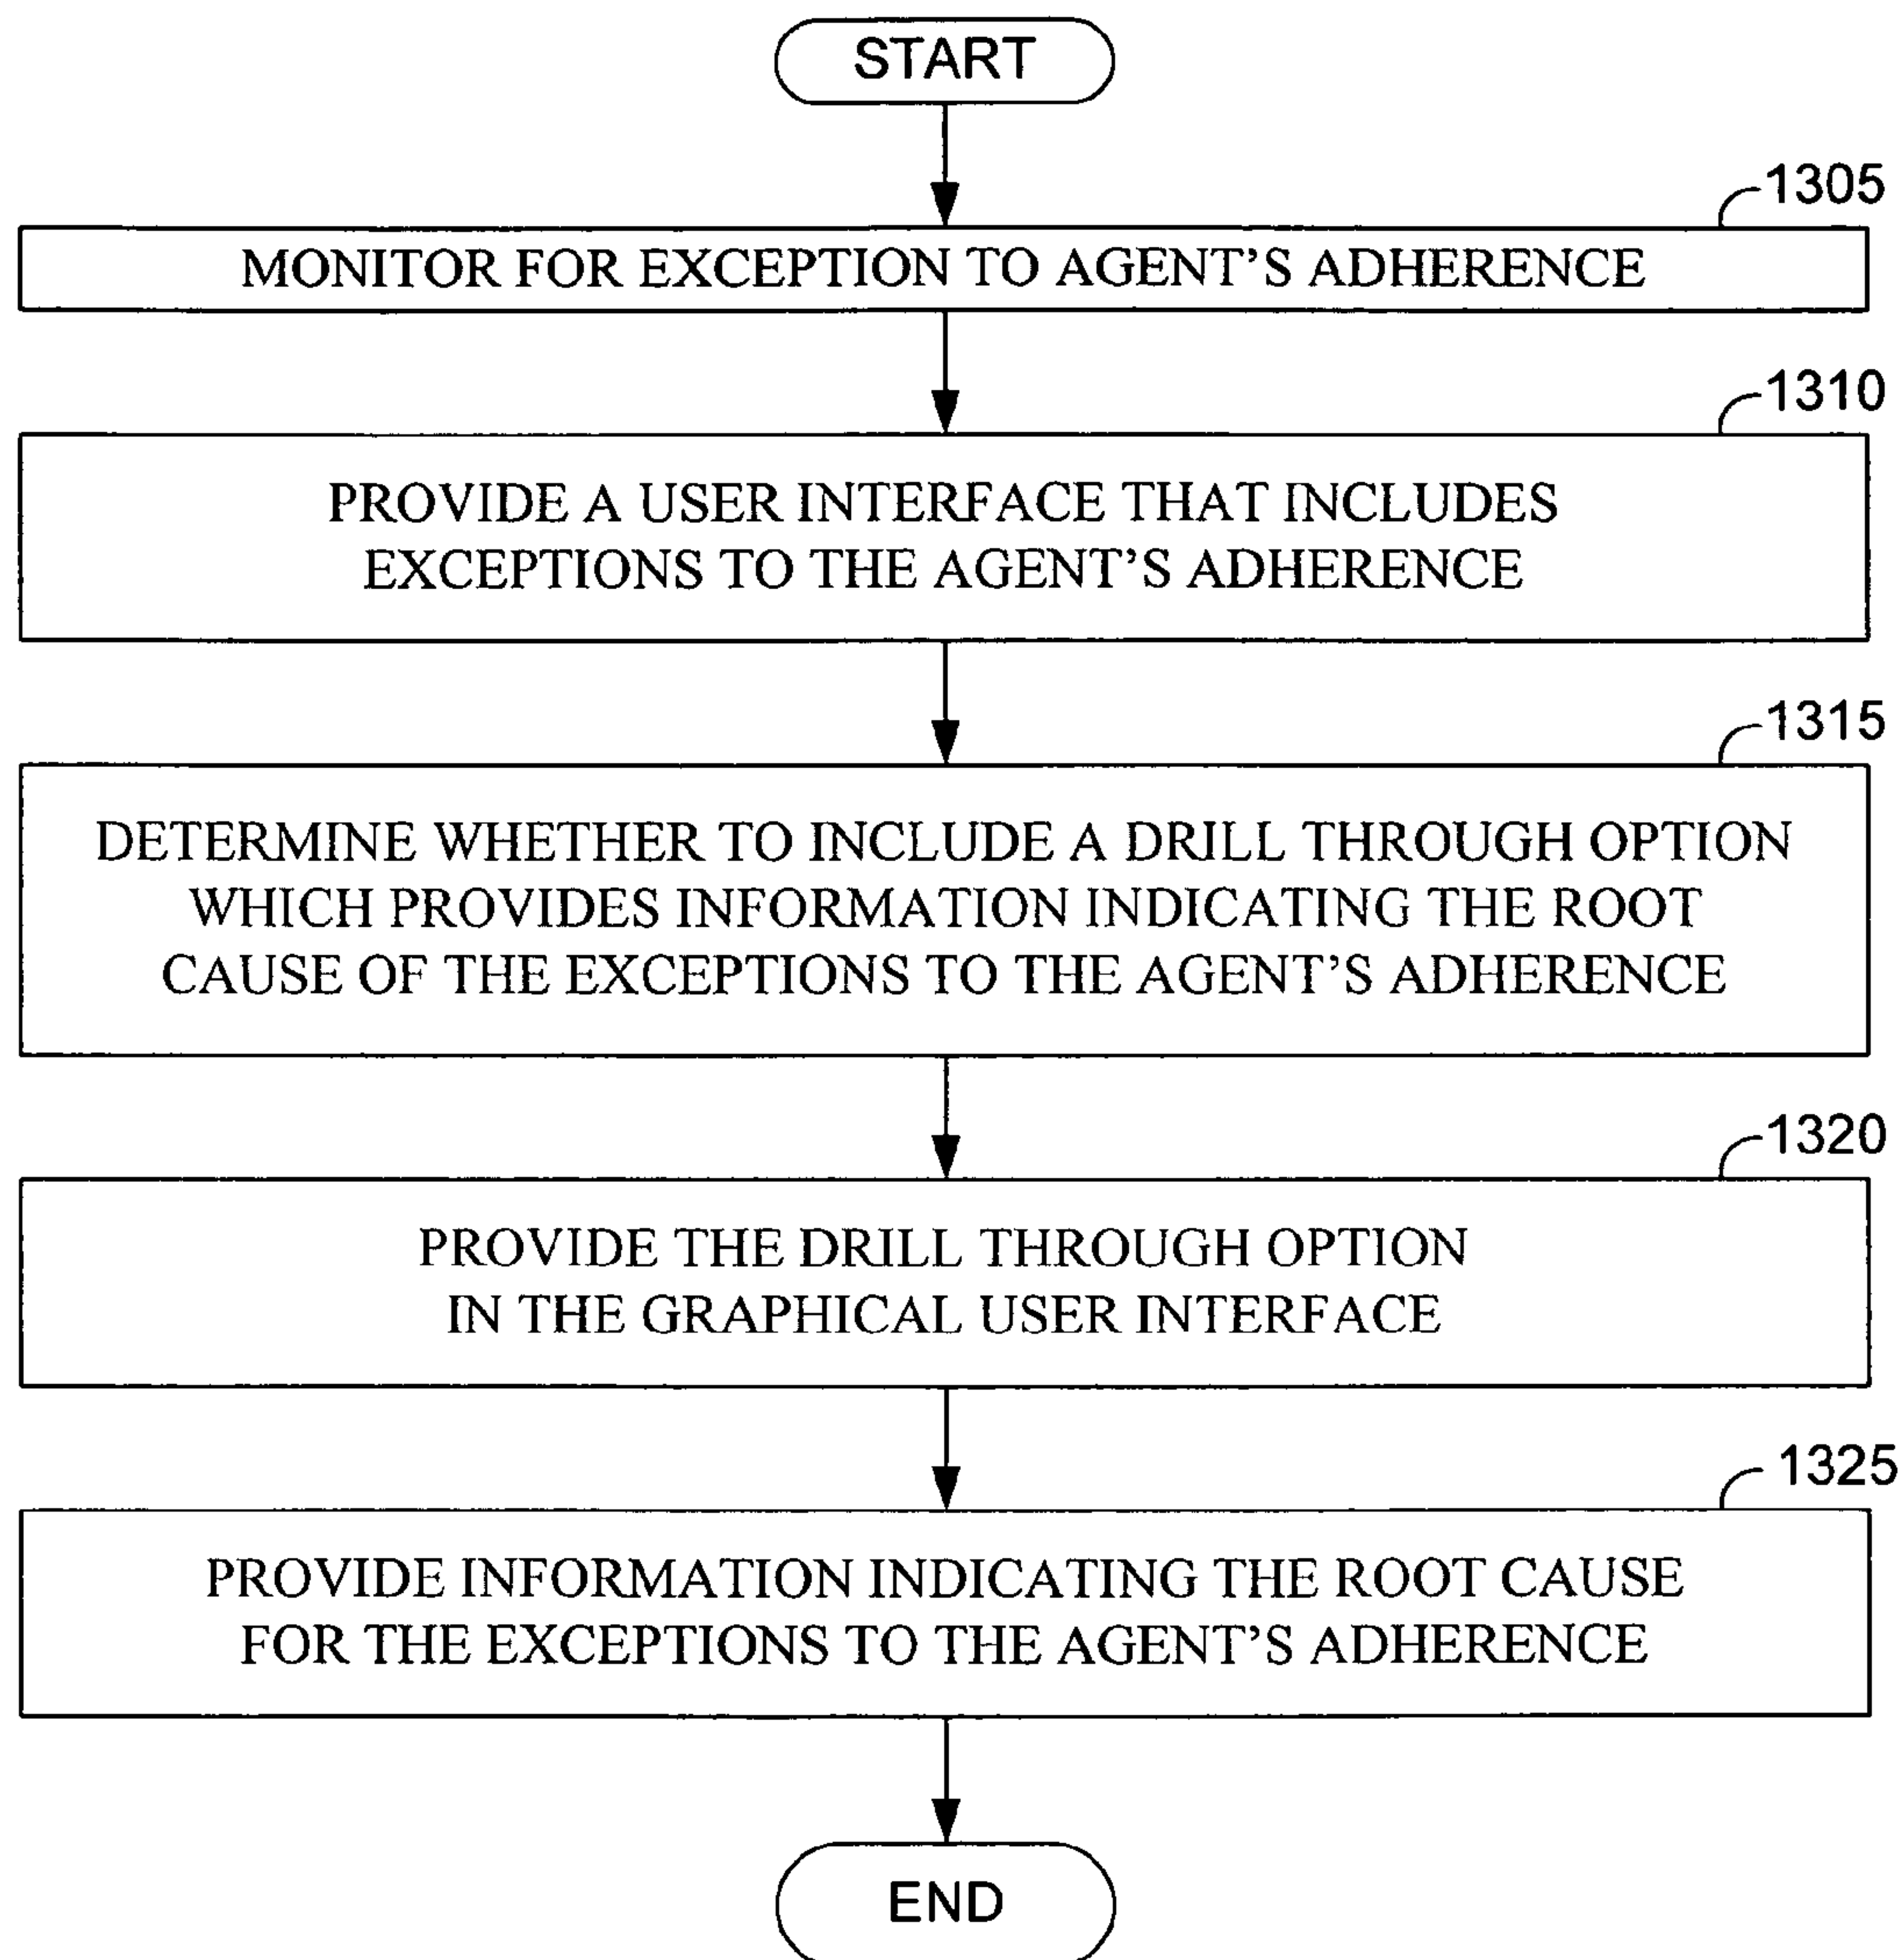 START
1305
MONITOR FOR EXCEPTION TO AGENT'S ADHERENCE
1310
PROVIDE A USER INTERFACE THAT INCLUDES
EXCEPTIONS TO THE AGENT'S ADHERENCE
1315
DETERMINE WHETHER TO INCLUDE A DRILL THROUGH OPTION
WHICH PROVIDES INFORMATION INDICATING THE ROOT
CAUSE OF THE EXCEPTIONS TO THE AGENT'S ADHERENCE
1320
PROVIDE THE DRILL THROUGH OPTION
IN THE GRAPHICAL USER INTERFACE
1325
PROVIDE INFORMATION INDICATING THE ROOT CAUSE
FOR THE EXCEPTIONS TO THE AGENT'S ADHERENCE
END